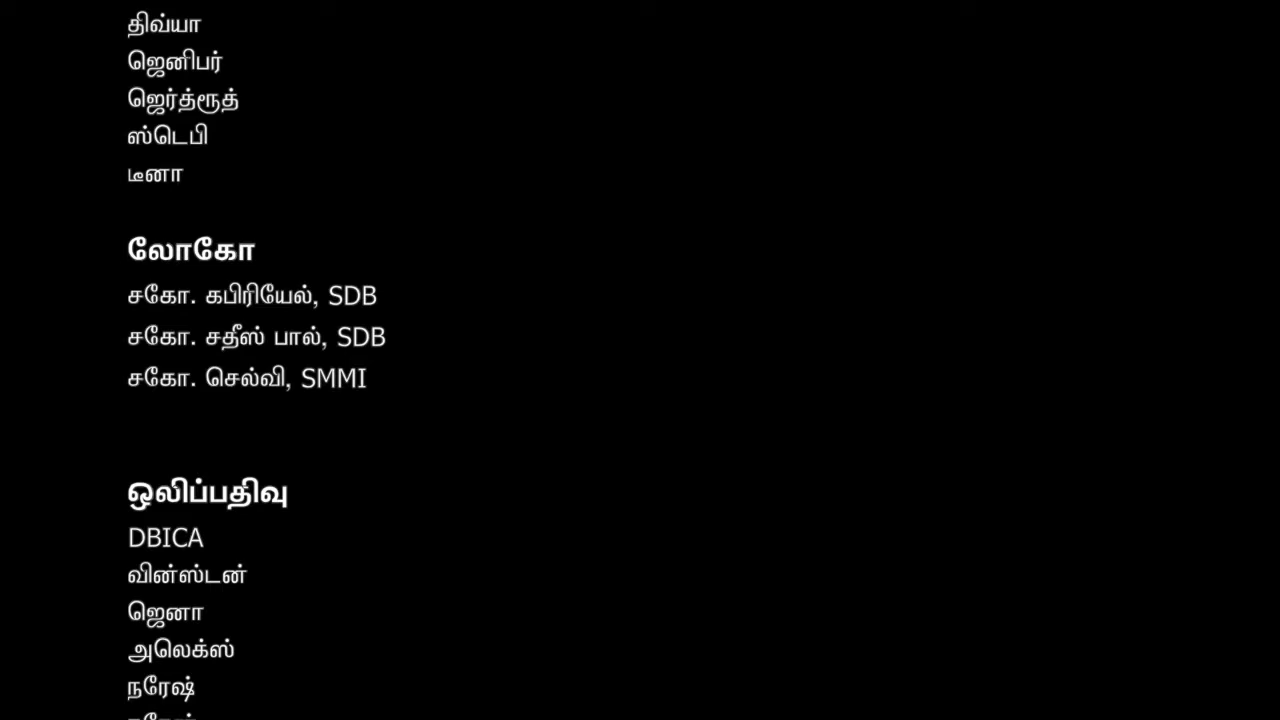 திவ்யா
ஜெனிபர்
ஜெர்த்ரூத்
ஸ்டெபி
டீனா
லோகோ
சகோ. கபிரியேல், SDB
சகோ. சதீஸ் பால், SDB
சகோ. செல்வி, SMMI
ஒலிப்பதிவு
DBICA
வின்ஸ்டன்
ஜெனா
அலெக்ஸ்
நரேஷ்